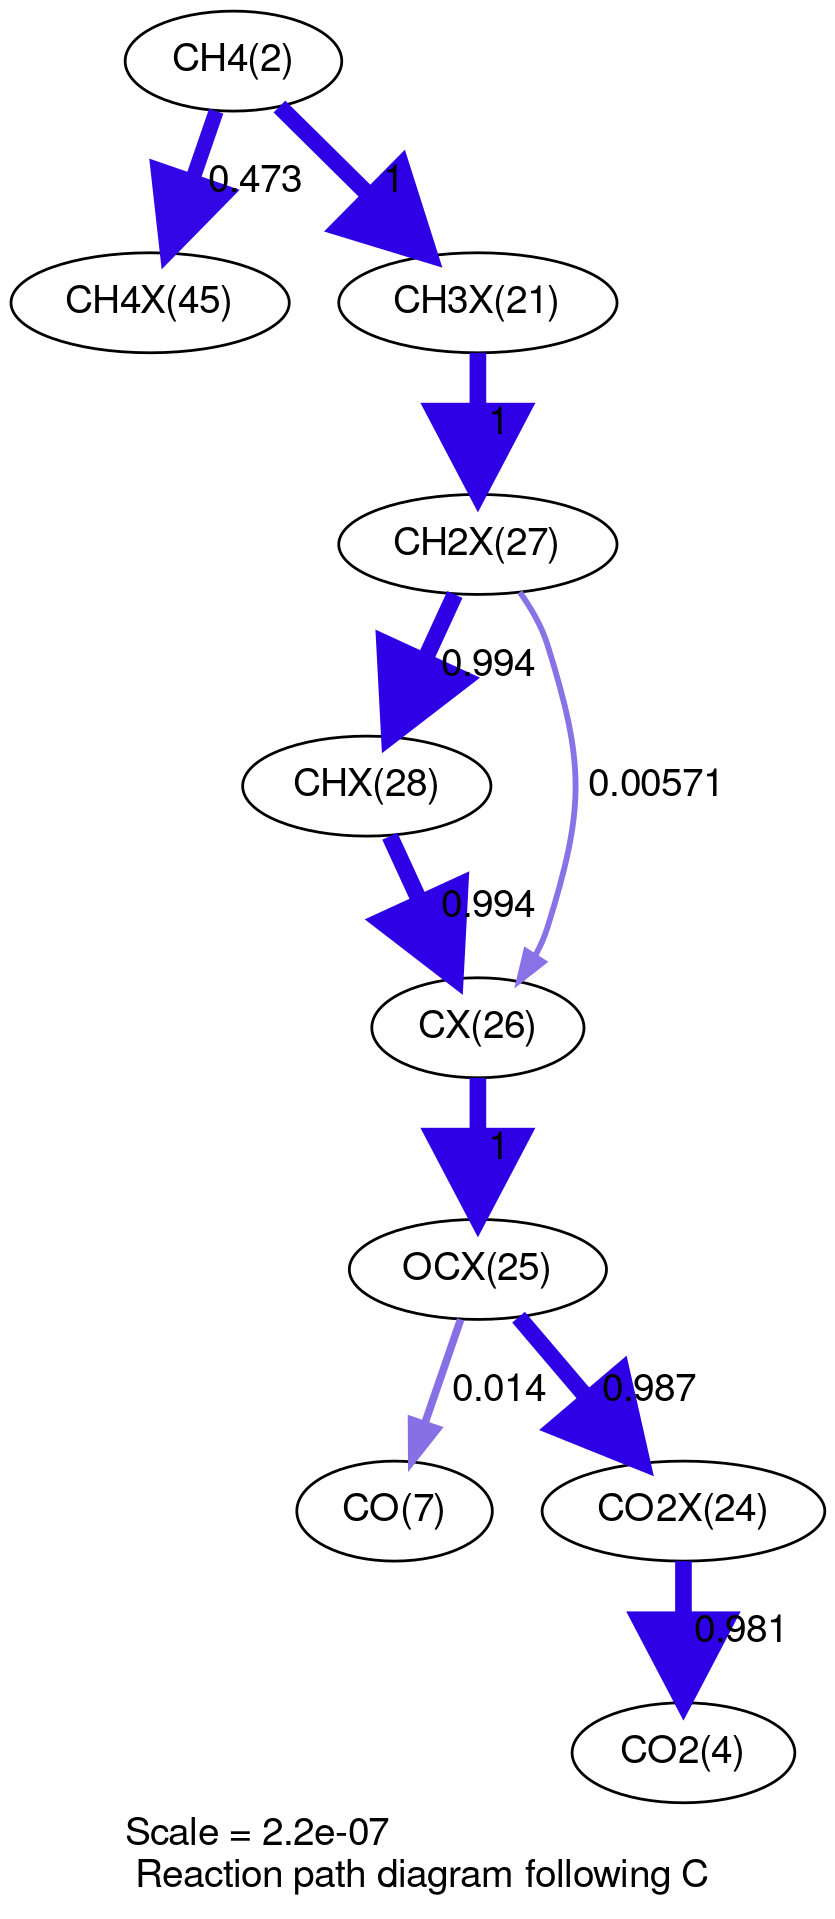 CH4(2)
0.473
1
CH4X(45)
CH3X(21)
1
CH2X(27)
0.994
0.00571
CHX(28)
0.994
CX(26)
1
OCX(25)
0.014
0.987
CO(7)
CO2X(24)
0.981
CO2(4)
Scale = 2.2e-07
Reaction path diagram following C